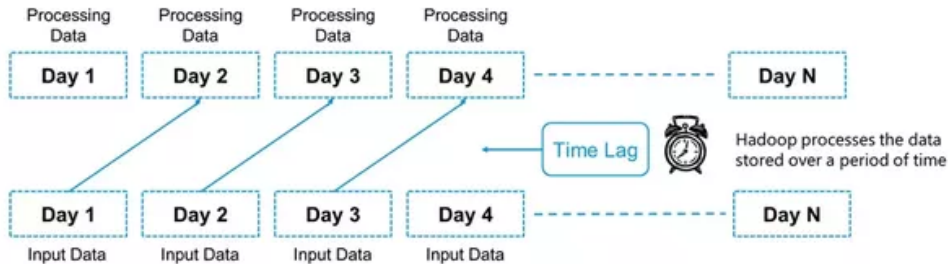 Processing
Data
Processing
Data
Processing
Data
Processing
Data
Day 1
Day 2
Day 3
Day 4
Day N
Time Lag
Hadoop processes the data
stored over a period of time
Day 1
Day 2
Day 3
Day 4
Day N
Input Data
Input Data
Input Data
Input Data